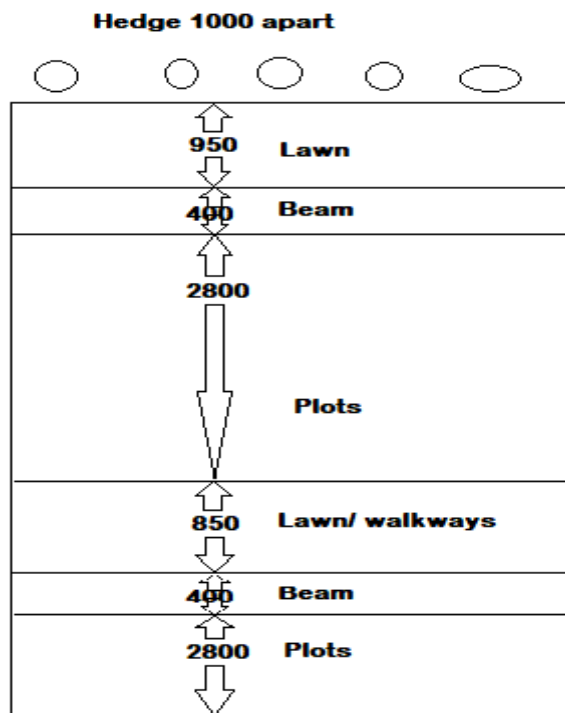 Hedge 1000 apart
950 Lawn
400 Beam
2800
Plots
850 Lawn/ walkways
400 Beam
2800 Plots